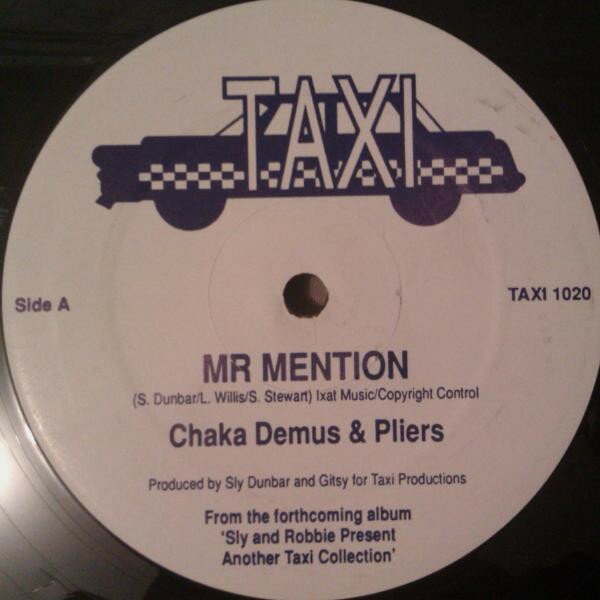 TAXI
Side A
TAXI 1020
MR MENTION
(S. Dunbar/L. Willis/S. Stewart) Ixat Music/Copyright Control
Chaka Demus & Pliers
Produced by Sly Dunbar and Gitsy for Taxi Productions
From the forthcoming album
'Sly and Robbie Present
Another Taxi Collection'